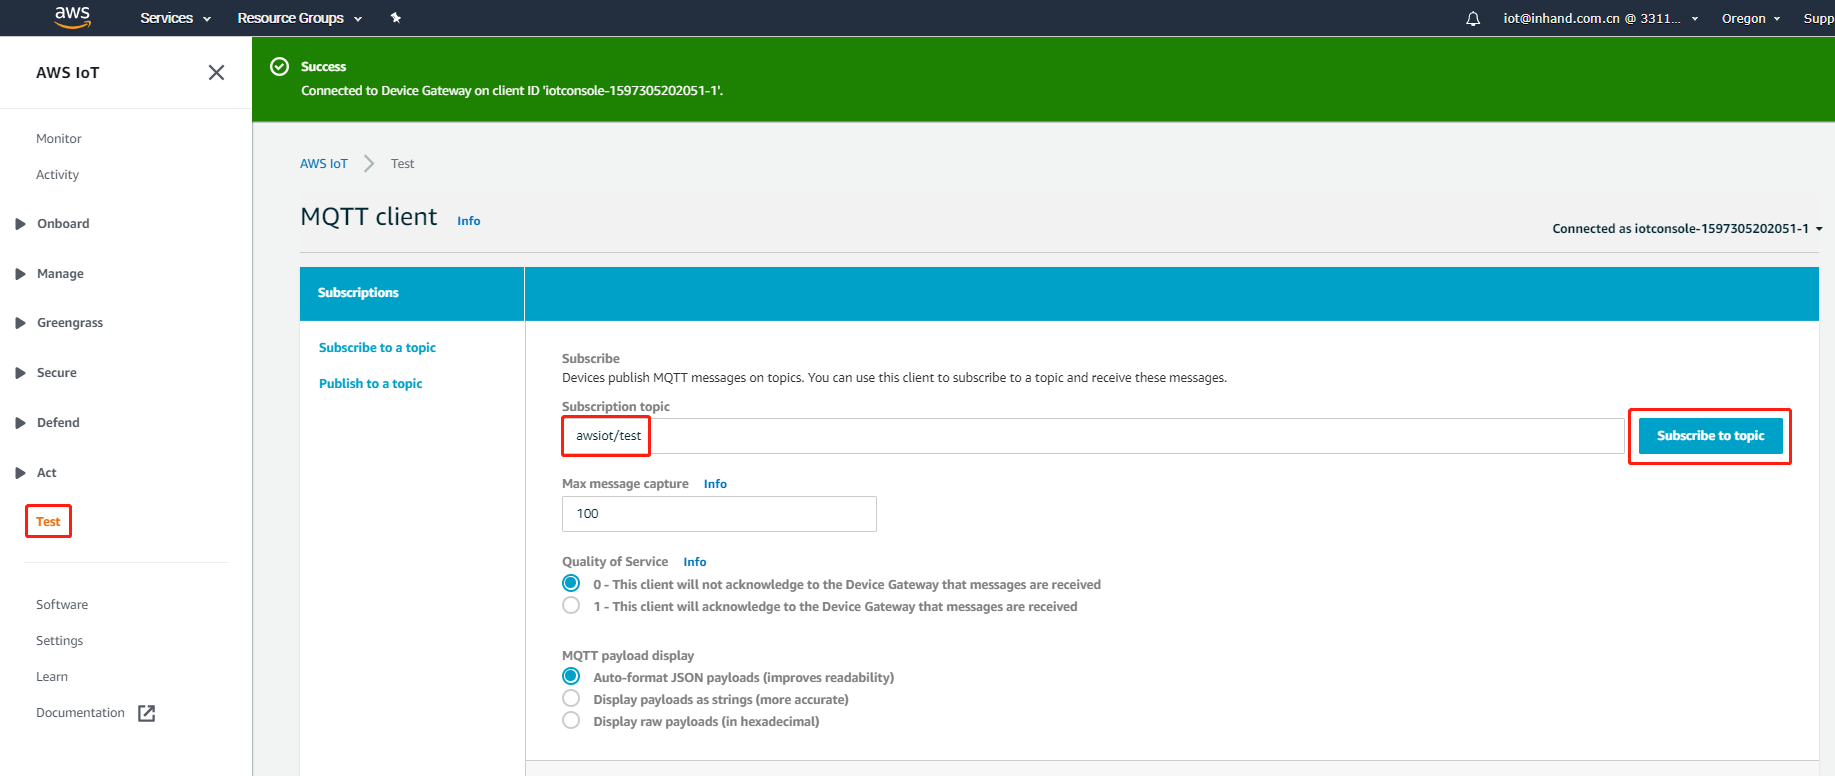 aws
Services
Resource Groups
iot@inhand.com.cn @ 3311...
Oregon
Supp
AWS IoT
Monitor
Activity
Onboard
Manage
Greengrass
Secure
Defend
Act
Test
Software
Settings
Learn
Documentation
Success
Connected to Device Gateway on client ID 'iotconsole-1597305202051-1'.
AWS IoT
Test
MQTT client
Info
Connected as iotconsole-1597305202051-1
Subscriptions
Subscribe to a topic
Publish to a topic
Subscribe
Devices publish MQTT messages on topics. You can use this client to subscribe to a topic and receive these messages.
Subscription topic
awsiot/test
Subscribe to topic
Max message capture Info
100
Quality of Service Info
0 - This client will not acknowledge to the Device Gateway that messages are received
1 - This client will acknowledge to the Device Gateway that messages are received
MQTT payload display
Auto-format JSON payloads (improves readability)
Display payloads as strings (more accurate)
Display raw payloads (in hexadecimal)